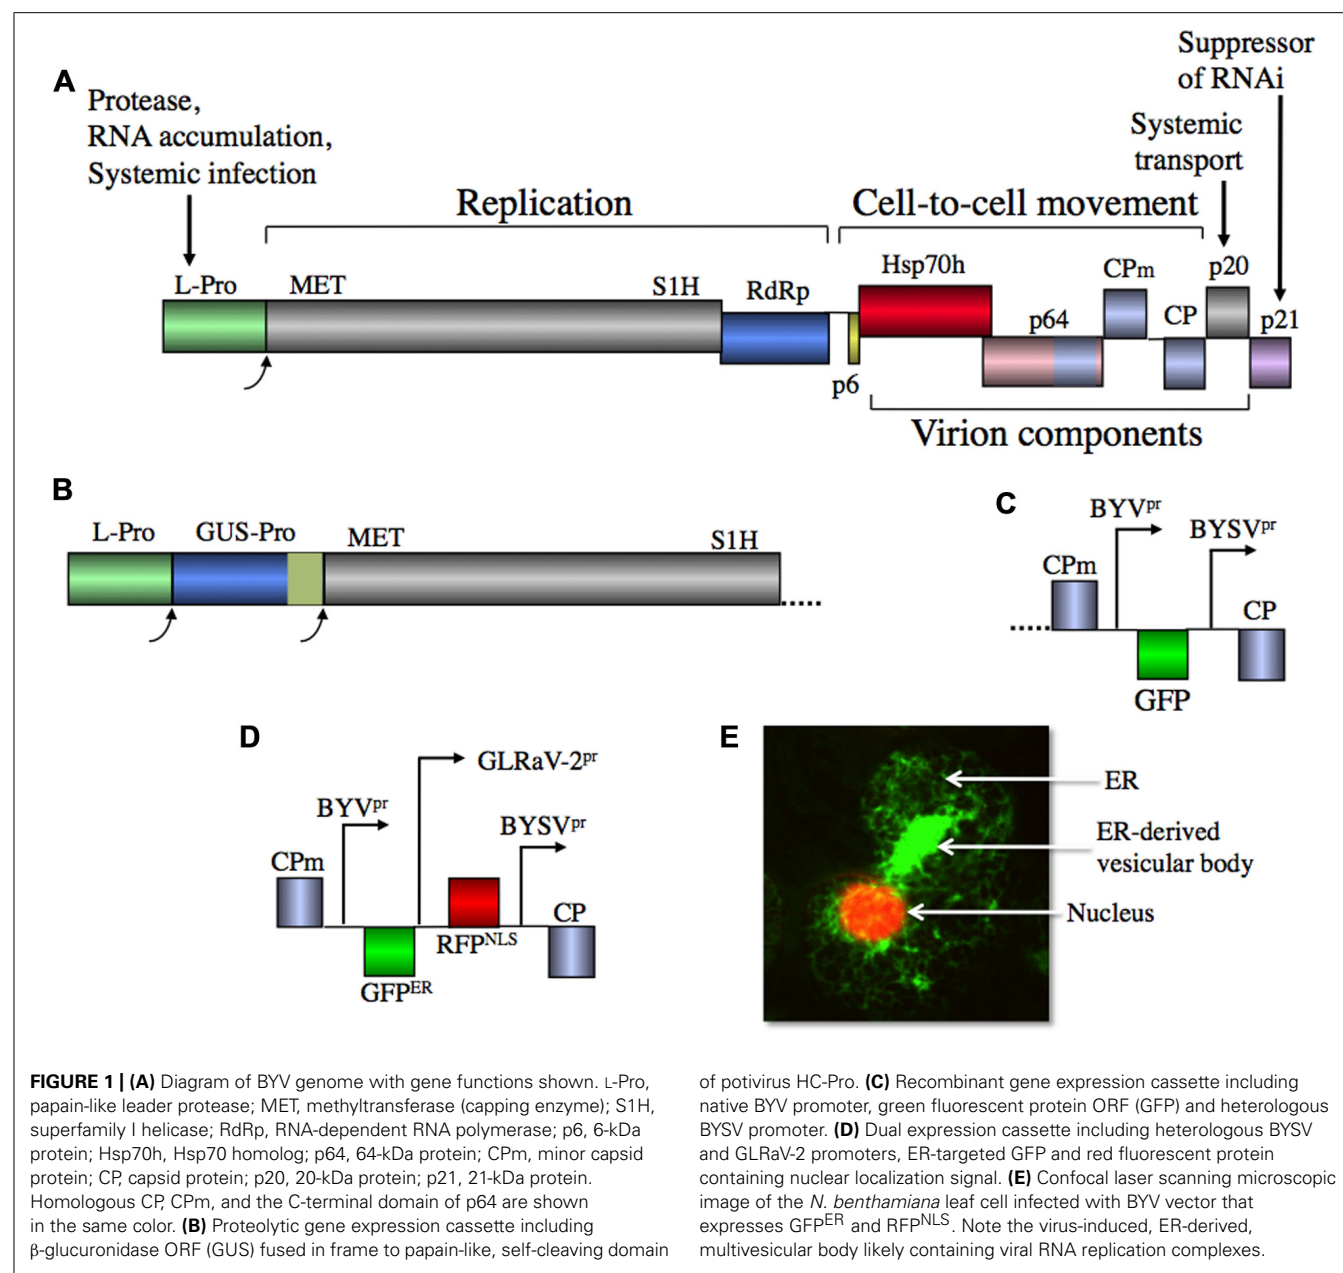 A
Protease,
RNA accumulation,
Systemic infection
Suppressor
of RNAi
Systemic
transport
Replication
Cell-to-cell movement
L-Pro
MET
S1H
RdRp
p6
Hsp70h
p64
CPm
CP
p20
p21
Virion components
B
L-Pro
GUS-Pro
MET
S1H
C
BYVpr
BYSVpr
CPm
CP
GFP
D
GLRaV-2pr
BYVpr
BYSVpr
CPm
CP
RFPNLS
GFPER
E
ER
ER-derived
vesicular body
Nucleus
FIGURE 1 | (A) Diagram of BYV genome with gene functions shown. L-Pro,
papain-like leader protease; MET, methyltransferase (capping enzyme); S1H,
superfamily I helicase; RdRp, RNA-dependent RNA polymerase; p6, 6-kDa
protein; Hsp70h, Hsp70 homolog; p64, 64-kDa protein; CPm, minor capsid
protein; CP, capsid protein; p20, 20-kDa protein; p21, 21-kDa protein.
Homologous CP, CPm, and the C-terminal domain of p64 are shown
in the same color. (B) Proteolytic gene expression cassette including
β-glucuronidase ORF (GUS) fused in frame to papain-like, self-cleaving domain
of potivirus HC-Pro. (C) Recombinant gene expression cassette including
native BYV promoter, green fluorescent protein ORF (GFP) and heterologous
BYSV promoter. (D) Dual expression cassette including heterologous BYSV
and GLRaV-2 promoters, ER-targeted GFP and red fluorescent protein
containing nuclear localization signal. (E) Confocal laser scanning microscopic
image of the N. benthamiana leaf cell infected with BYV vector that
expresses GFPER and RFPNLS. Note the virus-induced, ER-derived,
multivesicular body likely containing viral RNA replication complexes.